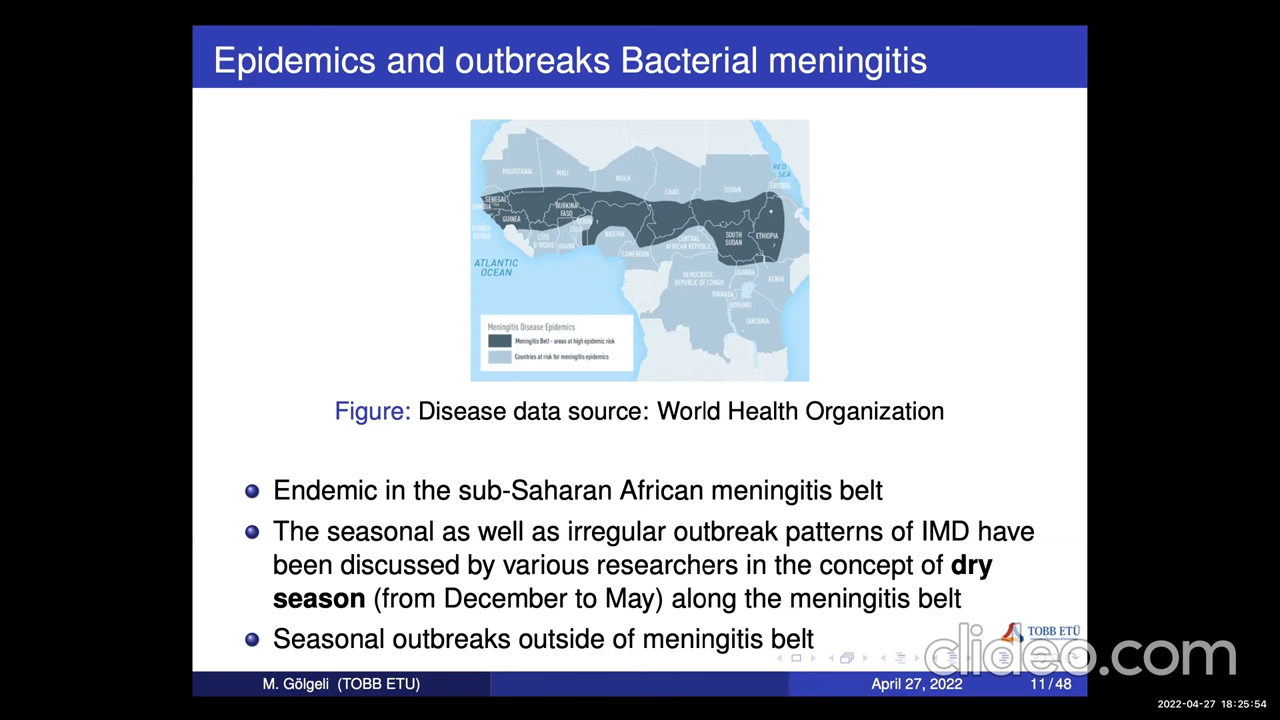 Epidemics and outbreaks Bacterial meningitis
RED
SEA
MAURITANIA
MALI
NIGER
CHAD
SUDAN
ERITREA
SENEGAL
BURKINA
FASO
GUINEA
CÔTE
D'IVOIRE
GHANA
TOGO
NIGERIA
CAMEROON
CENTRAL
AFRICAN REPUBLIC
SOUTH
SUDAN
ETHIOPIA
ATLANTIC
OCEAN
DEMOCRATIC
REPUBLIC OF CONGO
UGANDA
KENYA
RWANDA
BURUNDI
TANZANIA
Meningitis Disease Epidemics
Meningitis Belt - areas at high epidemic risk
Countries at risk for meningitis epidemics
Figure: Disease data source: World Health Organization
Endemic in the sub-Saharan African meningitis belt
The seasonal as well as irregular outbreak patterns of IMD have
been discussed by various researchers in the concept of dry
season (from December to May) along the meningitis belt
Seasonal outbreaks outside of meningitis belt
TOBB ETÜ
clideo.com
M. Gölgeli (TOBB ETU)
April 27, 2022
11/48
2022-04-27 18:25:54